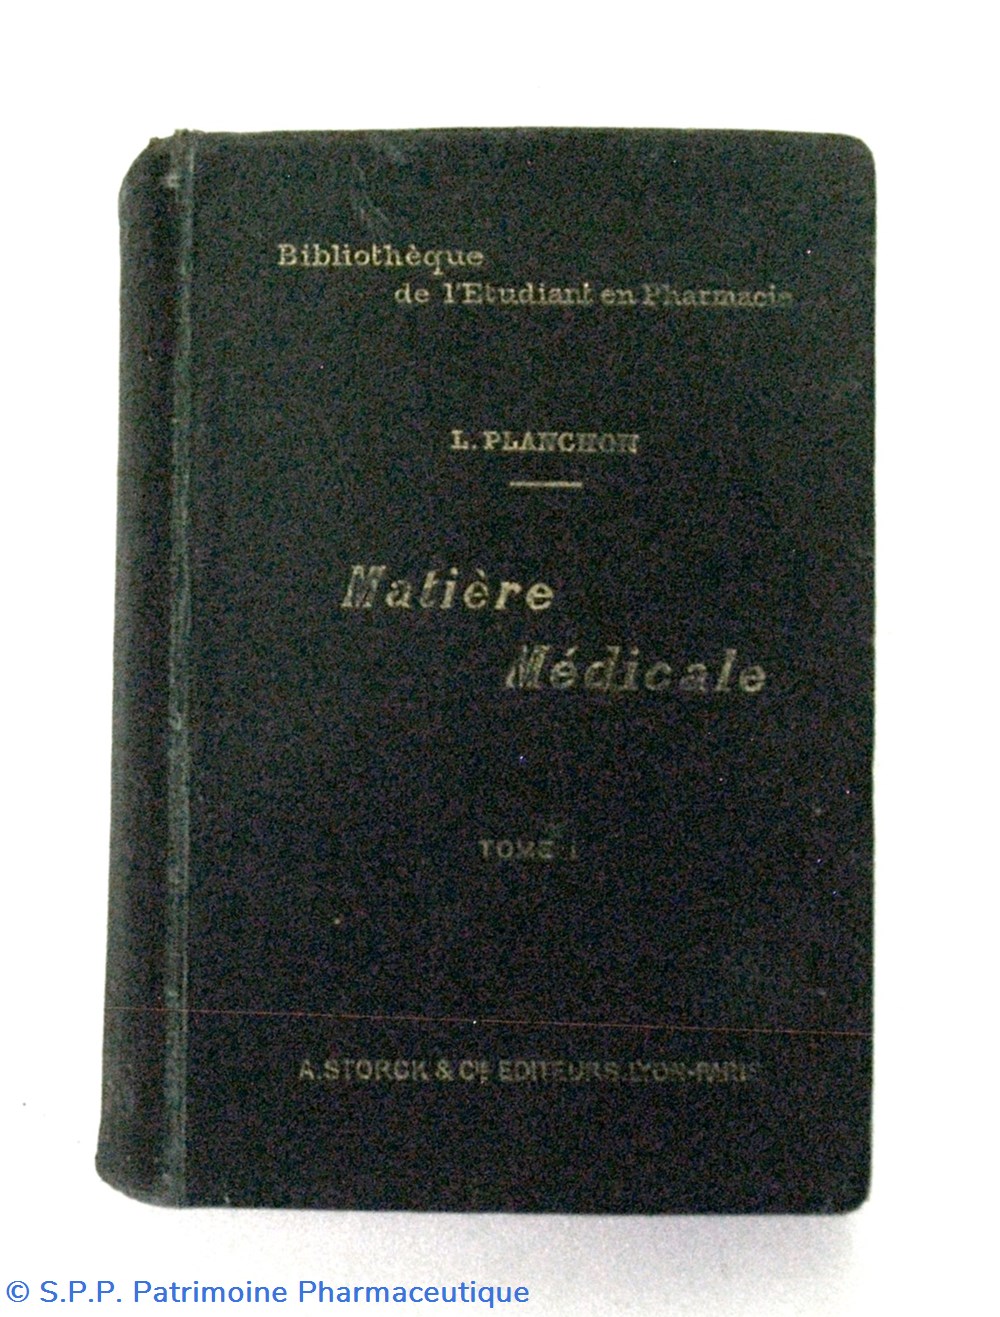 Bibliothèque
de l'Etudiant en Pharmacie
L. PLANCHON
Matière
Médicale
TOME I
A. STORCK & Cie EDITEURS. LYON-PARIS
© S.P.P. Patrimoine Pharmaceutique